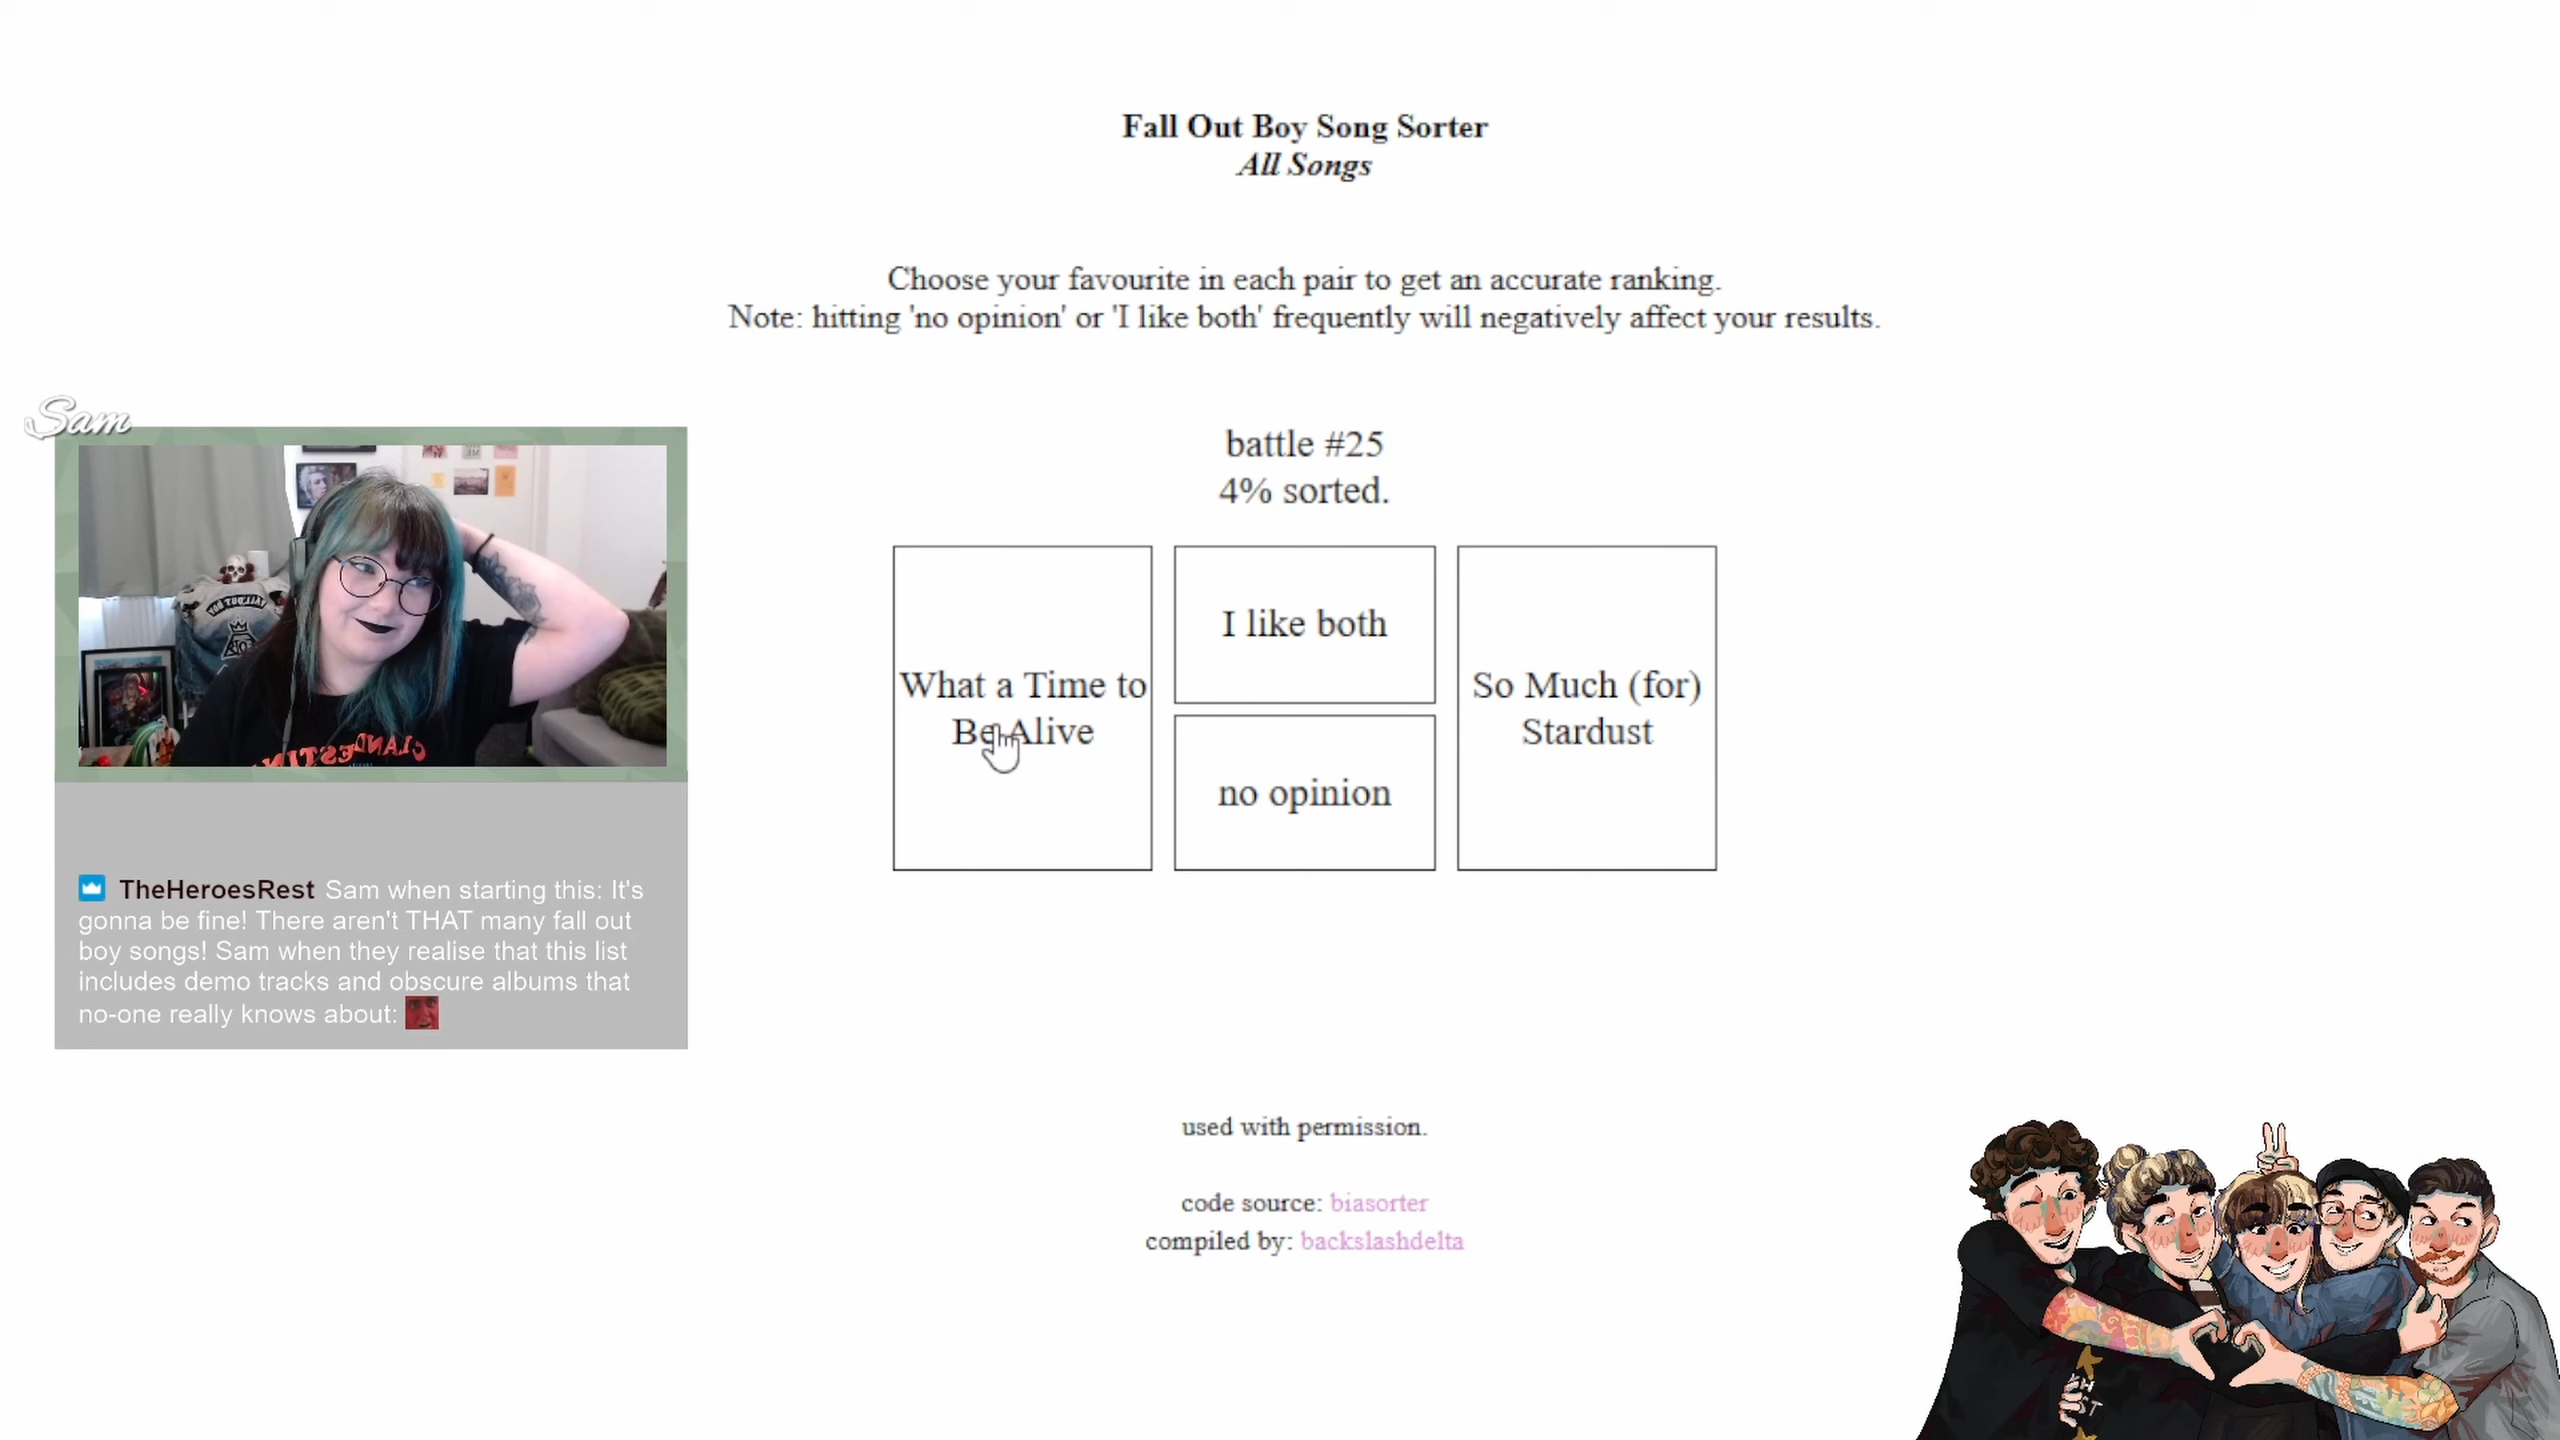 Fall Out Boy Song Sorter
All Songs
Choose your favourite in each pair to get an accurate ranking.
Note: hitting 'no opinion' or 'I like both' frequently will negatively affect your results.
Sam
battle #25
4% sorted.
What a Time to
Be Alive
I like both
no opinion
So Much (for)
Stardust
TheHeroesRest Sam when starting this: It's
gonna be fine! There aren't THAT many fall out
boy songs! Sam when they realise that this list
includes demo tracks and obscure albums that
no-one really knows about:
used with permission.
code source: biasorter
compiled by: backslashdelta